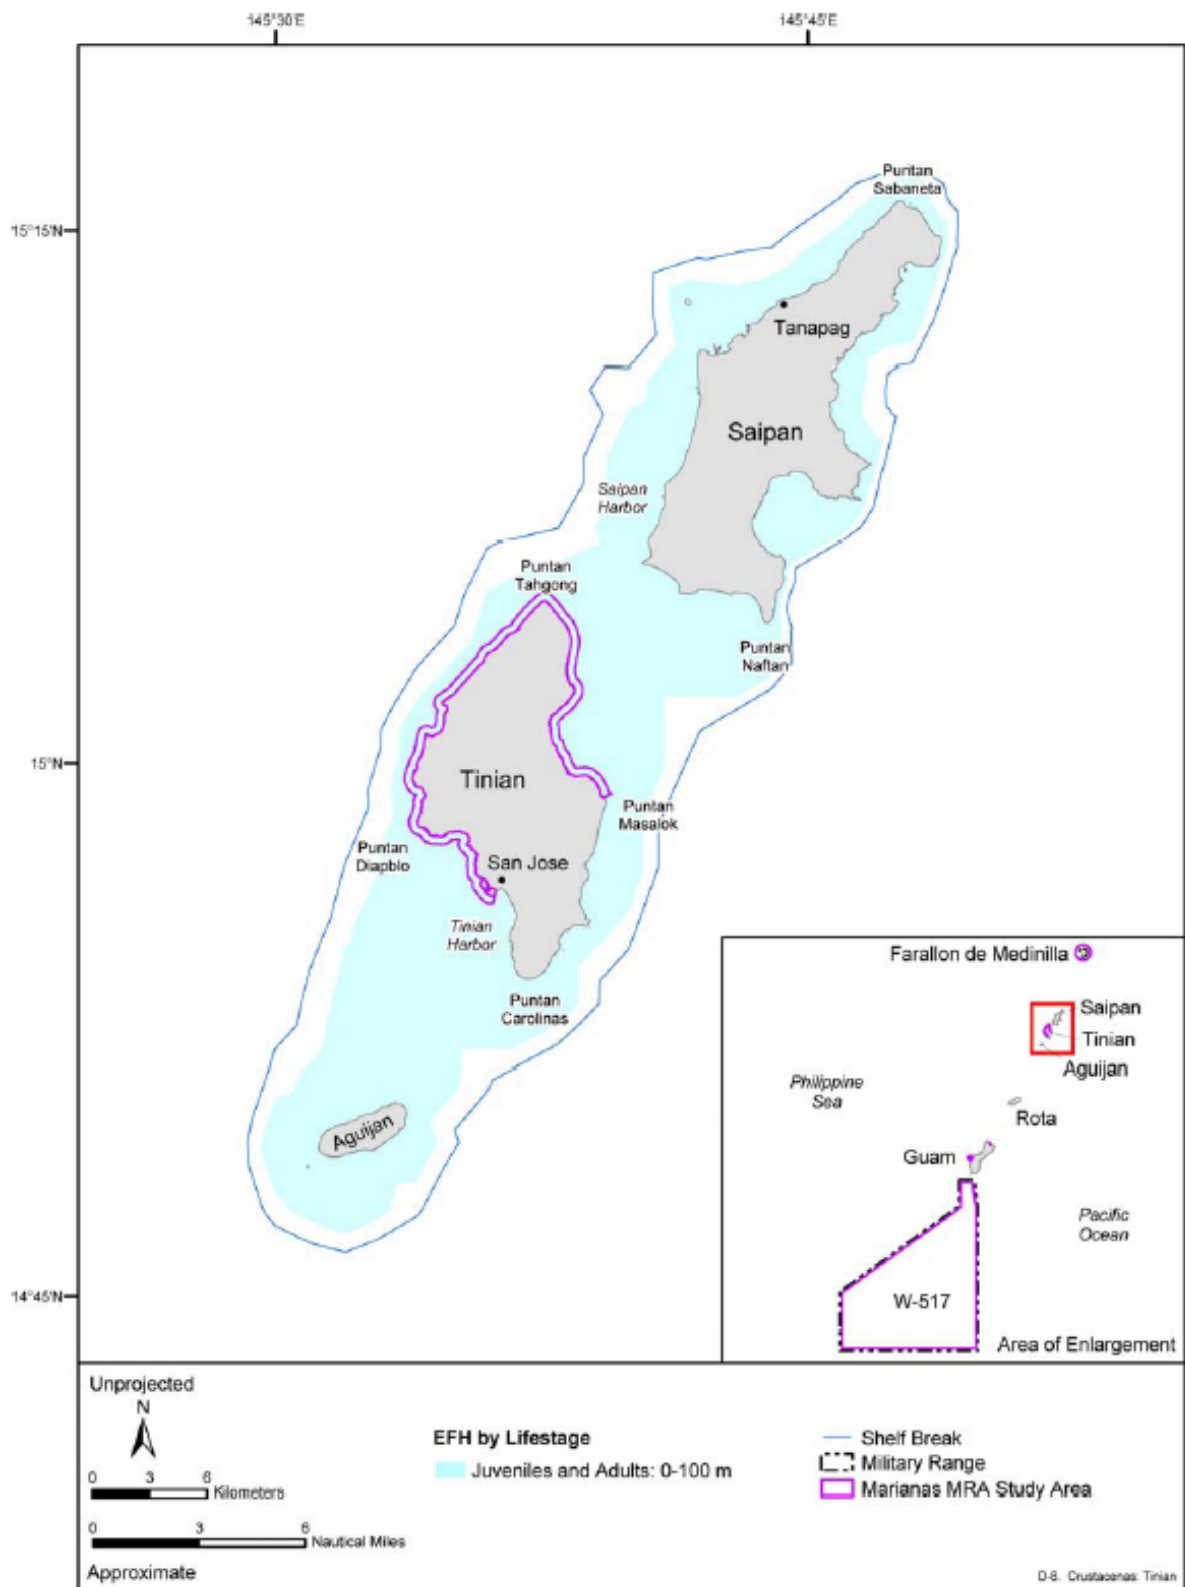 145°30'E
145°45'E
Puntan
Sabaneta
15°15'N
Tanapag
Saipan
Saipan
Harbor
Puntan
Tahgong
Puntan
Naftan
15°N
Tinian
Puntan
Masalok
Puntan
Diapblo
San Jose
Tinian
Harbor
Puntan
Carolinas
Aguijan
14°45'N
Farallon de Medinilla
Saipan
Tinian
Aguijan
Philippine
Sea
Rota
Guam
Pacific
Ocean
W-517
Area of Enlargement
Unprojected
N
0 3 6
Kilometers
0 3 6
Nautical Miles
Approximate
EFH by Lifestage
Juveniles and Adults: 0-100 m
Shelf Break
Military Range
Marianas MRA Study Area
D-8. Crustaceans: Tinian